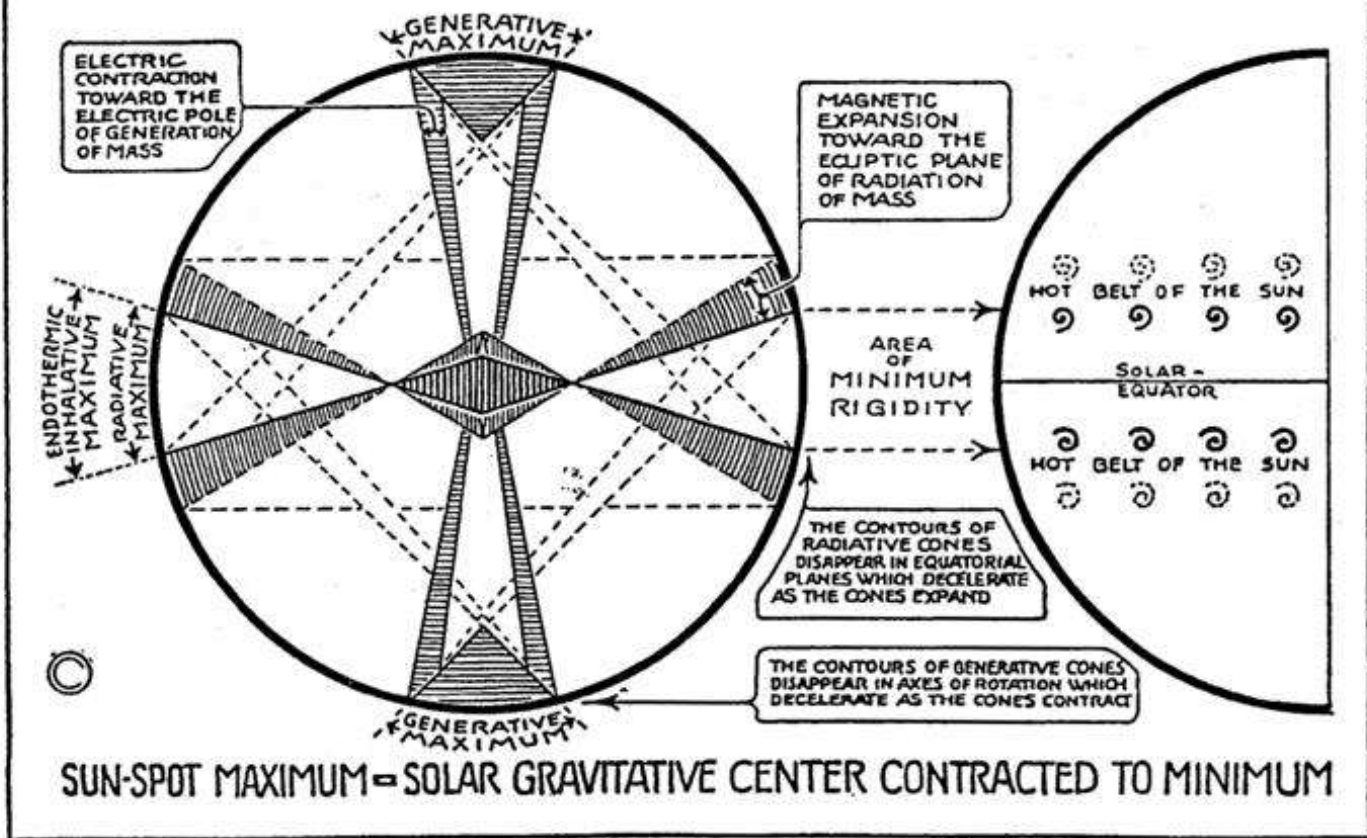 GENERATIVE
MAXIMUM
ELECTRIC
CONTRACTION
TOWARD THE
ELECTRIC POLE
OF GENERATION
OF MASS
MAGNETIC
EXPANSION
TOWARD THE
ECLIPTIC PLANE
OF RADIATION
OF MASS
ENDOTHERMIC
INHALATIVE
MAXIMUM
RADIATIVE
MAXIMUM
AREA
OF
MINIMUM
RIGIDITY
HOT BELT OF THE SUN
SOLAR -
EQUATOR
HOT BELT OF THE SUN
THE CONTOURS OF
RADIATIVE CONES
DISAPPEAR IN EQUATORIAL
PLANES WHICH DECELERATE
AS THE CONES EXPAND
THE CONTOURS OF GENERATIVE CONES
DISAPPEAR IN AXES OF ROTATION WHICH
DECELERATE AS THE CONES CONTRACT
©
GENERATIVE
MAXIMUM
SUN-SPOT MAXIMUM = SOLAR GRAVITATIVE CENTER CONTRACTED TO MINIMUM